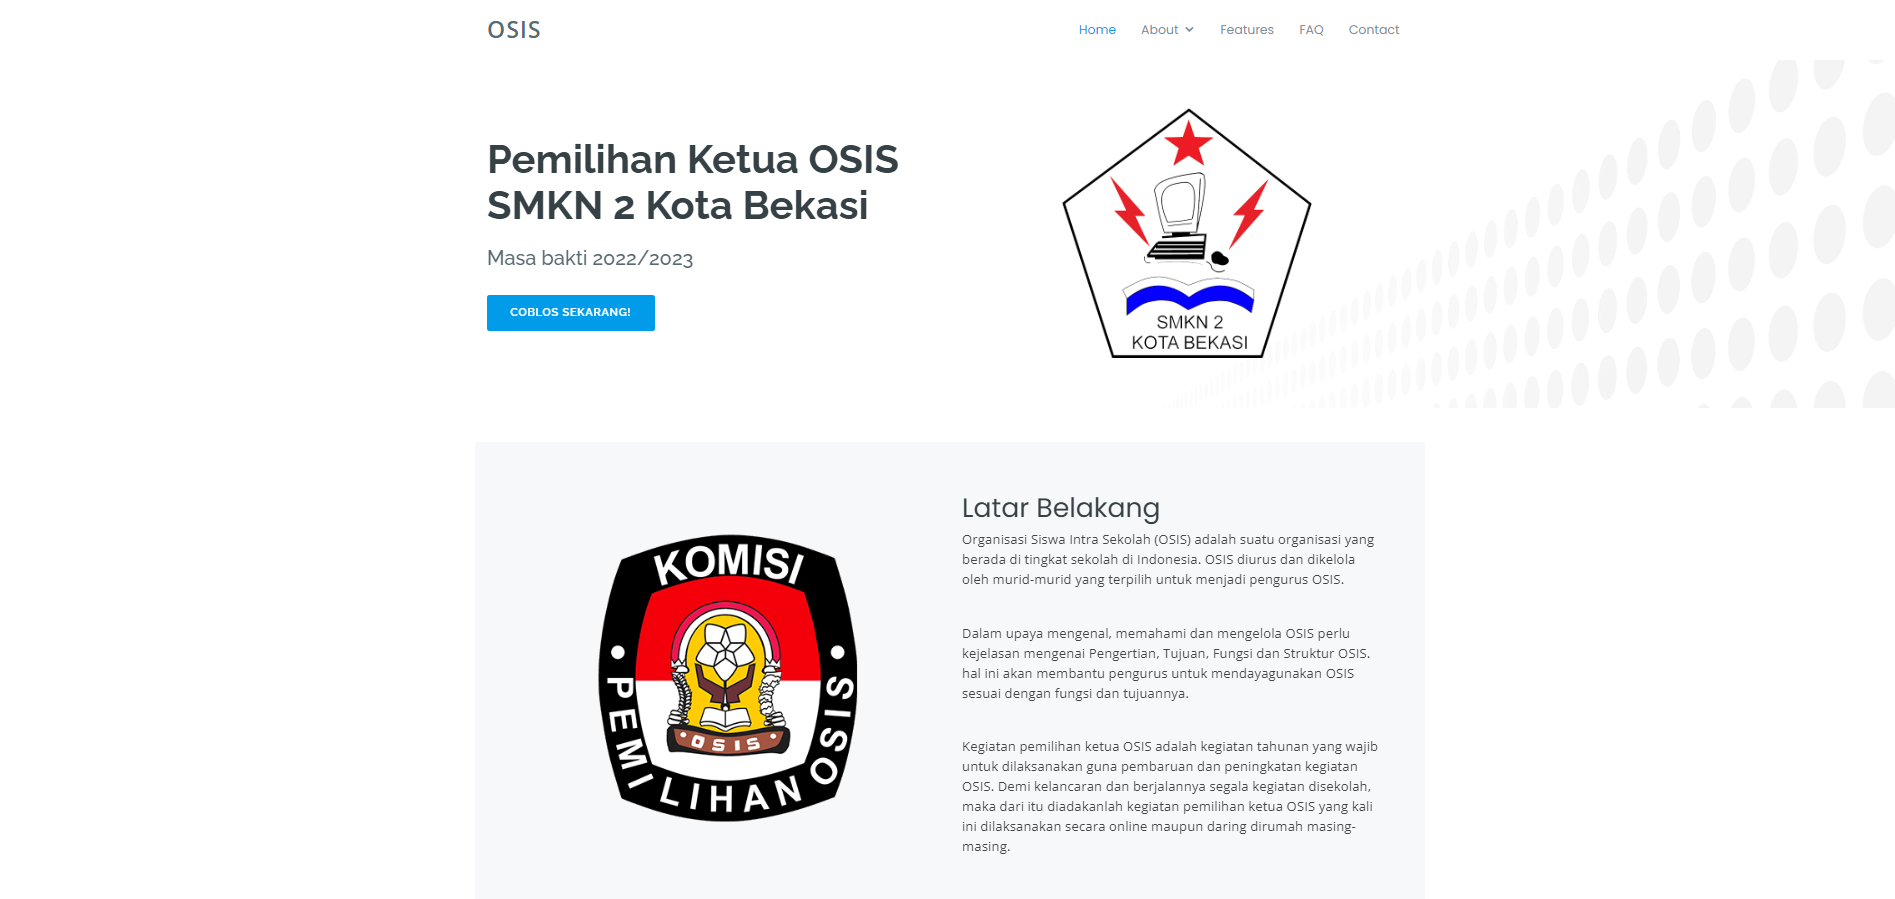 OSIS
Home About Features FAQ Contact
Pemilihan Ketua OSIS
SMKN 2 Kota Bekasi
Masa bakti 2022/2023
COBLOS SEKARANG!
SMKN 2
KOTA BEKASI
KOMISI
PEMILIHAN OSIS
OSIS
Latar Belakang
Organisasi Siswa Intra Sekolah (OSIS) adalah suatu organisasi yang
berada di tingkat sekolah di Indonesia. OSIS diurus dan dikelola
oleh murid-murid yang terpilih untuk menjadi pengurus OSIS.
Dalam upaya mengenal, memahami dan mengelola OSIS perlu
kejelasan mengenai Pengertian, Tujuan, Fungsi dan Struktur OSIS.
hal ini akan membantu pengurus untuk mendayagunakan OSIS
sesuai dengan fungsi dan tujuannya.
Kegiatan pemilihan ketua OSIS adalah kegiatan tahunan yang wajib
untuk dilaksanakan guna pembaruan dan peningkatan kegiatan
OSIS. Demi kelancaran dan berjalannya segala kegiatan disekolah,
maka dari itu diadakanlah kegiatan pemilihan ketua OSIS yang kali
ini dilaksanakan secara online maupun daring dirumah masing-
masing.